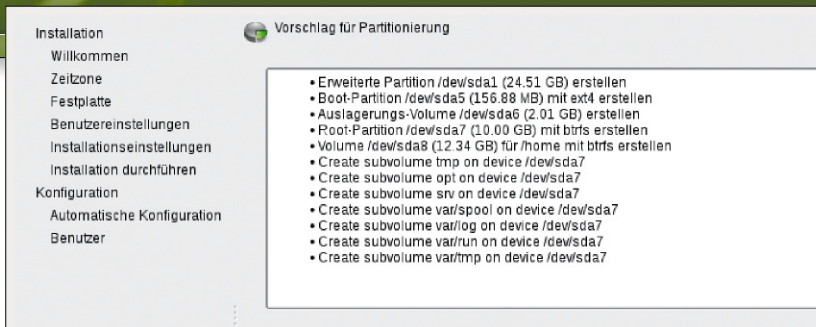 Installation
Willkommen
Zeitzone
Festplatte
Benutzereinstellungen
Installationseinstellungen
Installation durchführen
Konfiguration
Automatische Konfiguration
Benutzer
Vorschlag für Partitionierung
• Erweiterte Partition /dev/sda1 (24.51 GB) erstellen
• Boot-Partition /dev/sda5 (156.88 MB) mit ext4 erstellen
• Auslagerungs-Volume /dev/sda6 (2.01 GB) erstellen
• Root-Partition /dev/sda7 (10.00 GB) mit btrfs erstellen
• Volume /dev/sda8 (12.34 GB) für /home mit btfs erstellen
• Create subvolume tmp on device /dev/sda7
• Create subvolume opt on device /dev/sda7
• Create subvolume srv on device /dev/sda7
• Create subvolume var/spool on device /dev/sda7
• Create subvolume var/log on device /dev/sda7
• Create subvolume var/run on device /dev/sda7
• Create subvolume var/tmp on device /dev/sda7